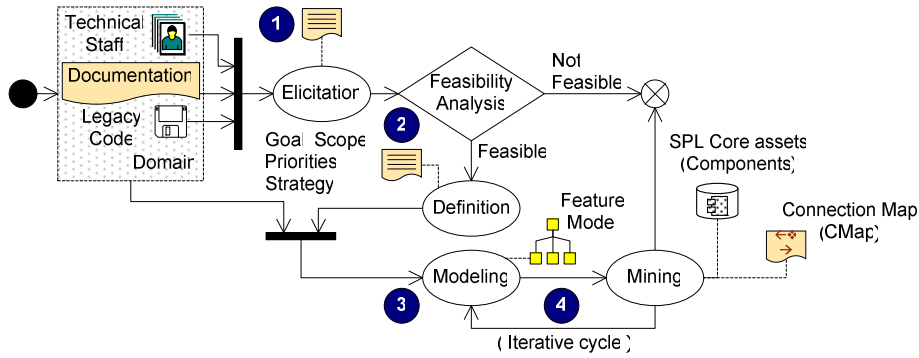 1
Technical
Staff
Documentation
Legacy
Code
Domain
Elicitation
Feasibility
Analysis
Not
Feasible
2
Goal Scope
Priorities
Strategy
Feasible
Definition
SPL Core assets
(Components)
Feature
Mode
Connection Map
(CMap)
Modeling
Mining
3
4
( Iterative cycle)